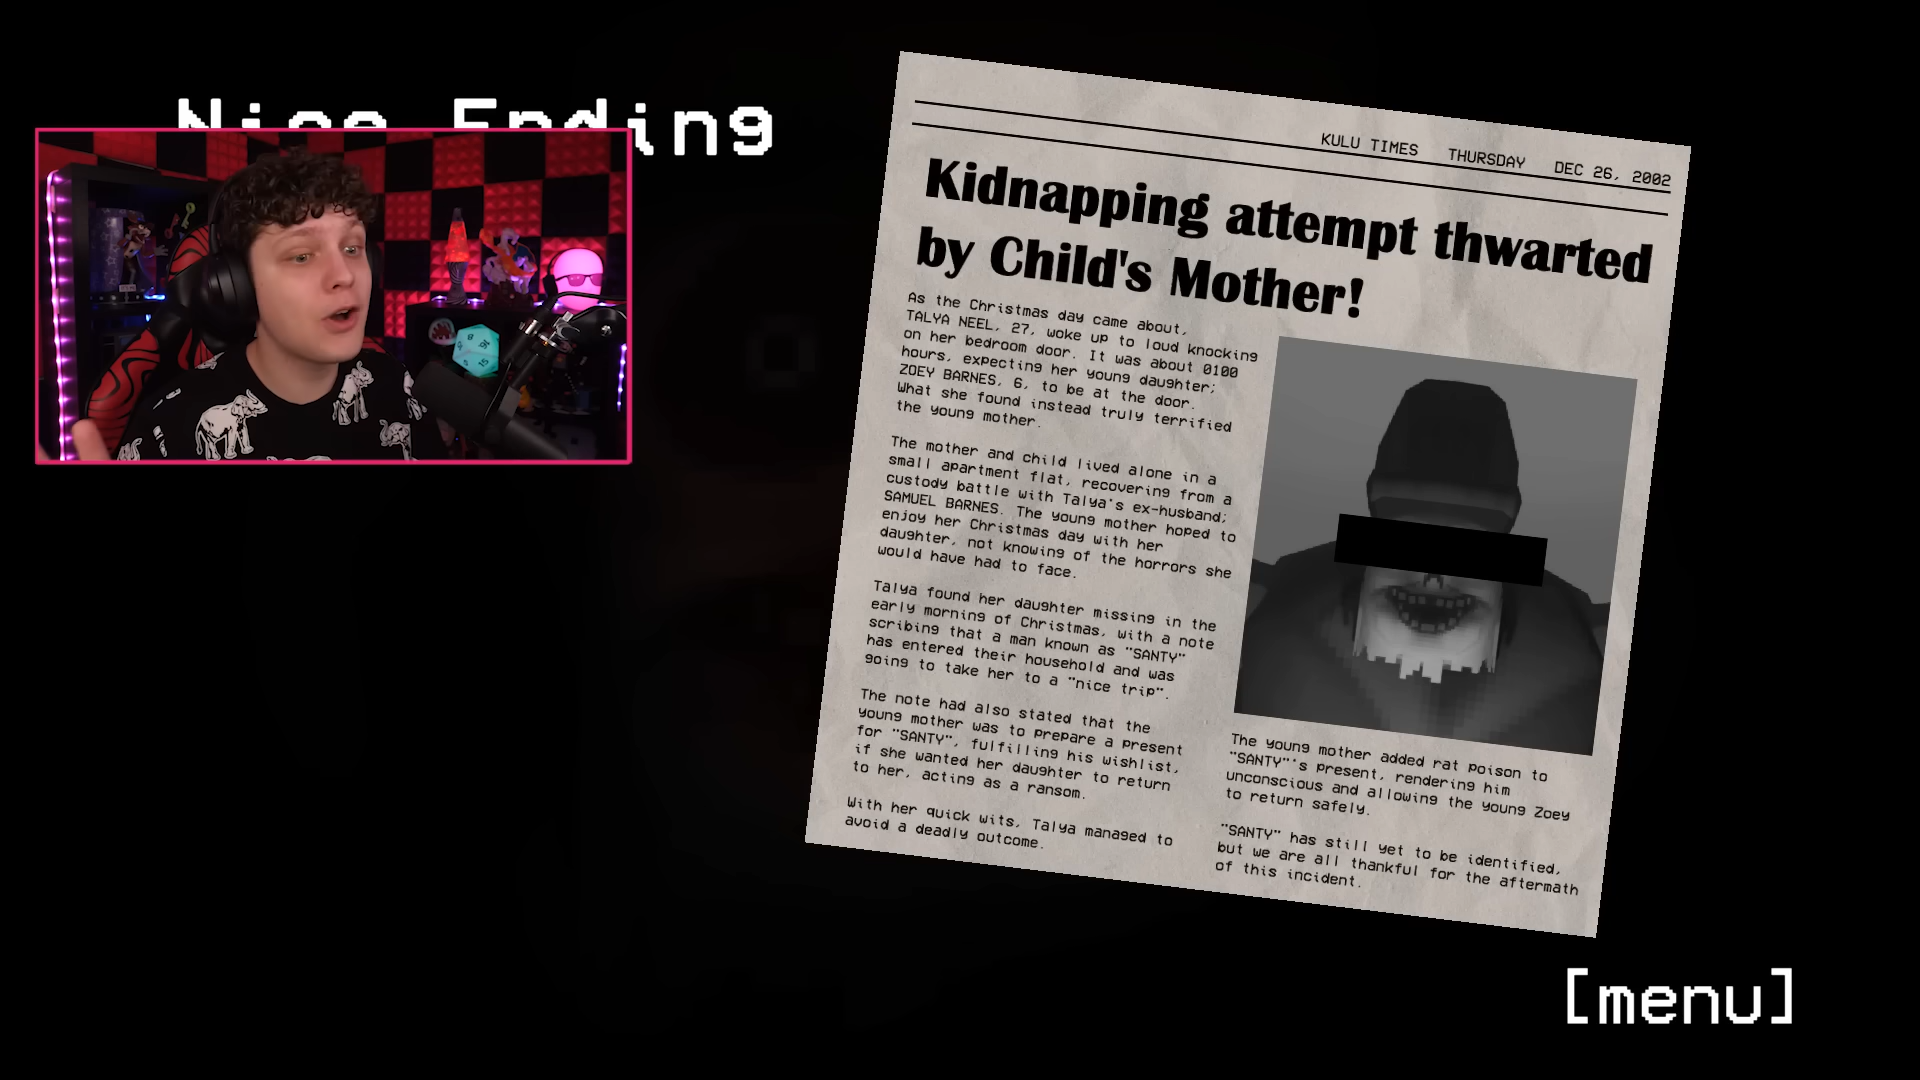 Nice Ending
KULU TIMES THURSDAY DEC 26, 2002
Kidnapping attempt thwarted
by Child's Mother!
As the Christmas day came about,
TALYA NEEL, 27, woke up to loud knocking
on her bedroom door. It was about 0100
hours, expecting her young daughter;
ZOEY BARNES, 6, to be at the door.
What she found instead truly terrified
the young mother.
The mother and child lived alone in a
small apartment flat, recovering from a
custody battle with Talya's ex-husband;
SAMUEL BARNES. The young mother hoped to
enjoy her Christmas day with her
daughter, not knowing of the horrors she
would have had to face.
Talya found her daughter missing in the
early morning of Christmas, with a note
scribing that a man known as "SANTY"
has entered their household and was
going to take her to a "nice trip".
The note had also stated that the
young mother was to prepare a present
for "SANTY", fulfilling his wishlist,
if she wanted her daughter to return
to her, acting as a ransom.
With her quick wits, Talya managed to
avoid a deadly outcome.
The young mother added rat poison to
"SANTY"'s present, rendering him
unconscious and allowing the young Zoey
to return safely.
"SANTY" has still yet to be identified,
but we are all thankful for the aftermath
of this incident.
[menu]